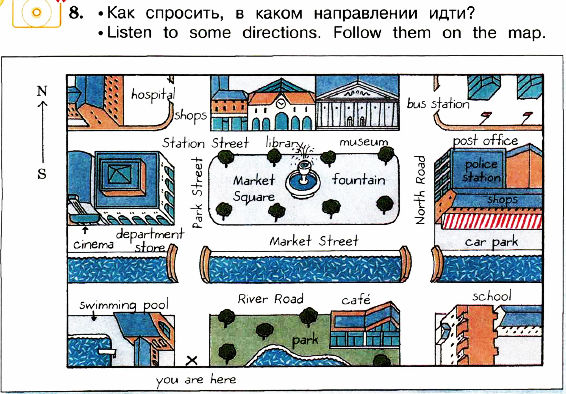 8. • Как спросить, в каком направлении идти?
• Listen to some directions. Follow them on the map.
N
S
hospital
shops
bus station
Station Street
library
museum
post office
police station
shops
Park Street
Market Square
fountain
North Road
cinema
department store
Market Street
car park
swimming pool
River Road
café
school
park
X
you are here